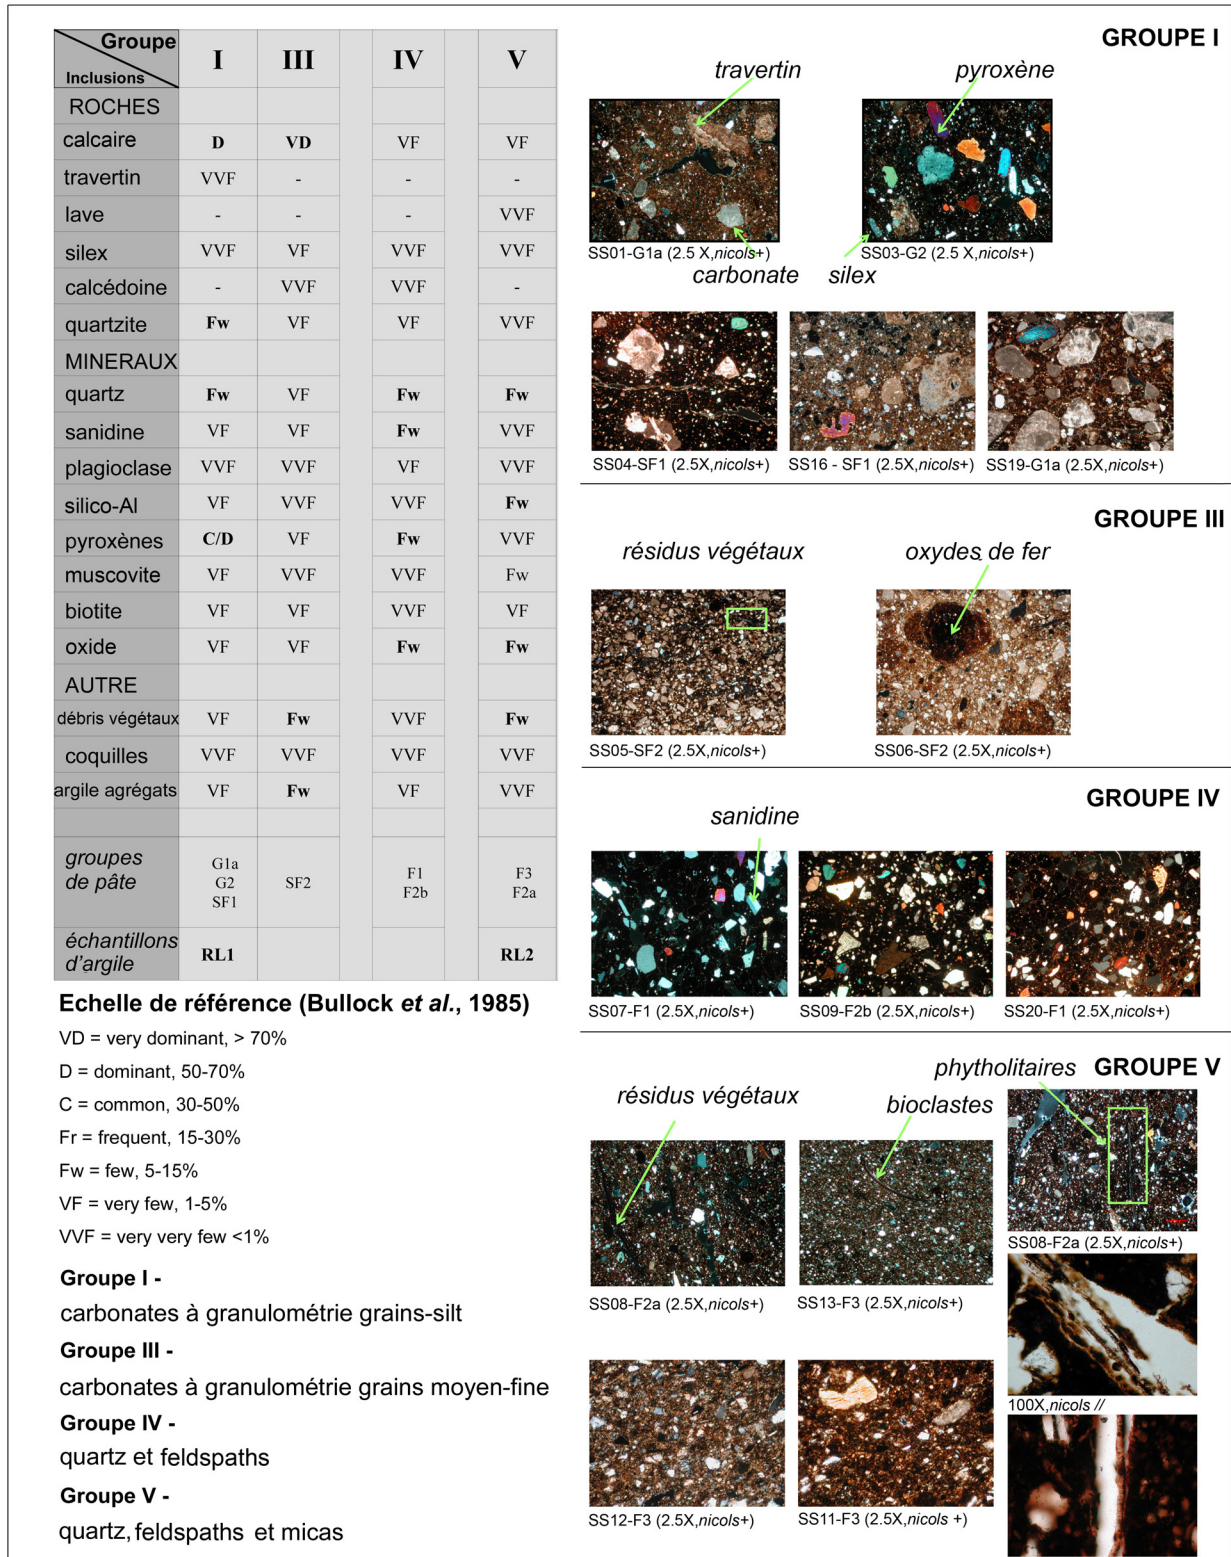 Groupe
Inclusions
I III IV V
ROCHES
calcaire D VD VF VF
travertin VVF - - -
lave - - - VVF
silex VVF VF VVF VVF
calcédoine - VVF VVF -
quartzite Fw VF VF VVF
MINERAUX
quartz Fw VF Fw Fw
sanidine VF VF Fw VVF
plagioclase VVF VVF VF VVF
silico-Al VF VVF VVF Fw
pyroxènes C/D VF Fw VVF
muscovite VF VVF VVF Fw
biotite VF VF VVF VF
oxide VF VF Fw Fw
AUTRE
débris végétaux VF Fw VVF Fw
coquilles VVF VVF VVF VVF
argile agrégats VF Fw VF VVF
groupes
de pâte
G1a
G2
SF1
SF2
F1
F2b
F3
F2a
échantillons
d'argile
RL1 RL2
Echelle de référence (Bullock et al., 1985)
VD = very dominant, > 70%
D = dominant, 50-70%
C = common, 30-50%
Fr = frequent, 15-30%
Fw = few, 5-15%
VF = very few, 1-5%
VVF = very very few <1%
Groupe I -
carbonates à granulométrie grains-silt
Groupe III -
carbonates à granulométrie grains moyen-fine
Groupe IV -
quartz et feldspaths
Groupe V -
quartz, feldspaths et micas
GROUPE I
travertin
pyroxène
SS01-G1a (2.5 X,nicols+)
SS03-G2 (2.5 X,nicols+)
carbonate
silex
SS04-SF1 (2.5X,nicols+)
SS16 - SF1 (2.5X,nicols+)
SS19-G1a (2.5X,nicols+)
GROUPE III
résidus végétaux
oxydes de fer
SS05-SF2 (2.5X,nicols+)
SS06-SF2 (2.5X,nicols+)
GROUPE IV
sanidine
SS07-F1 (2.5X,nicols+)
SS09-F2b (2.5X,nicols+)
SS20-F1 (2.5X,nicols+)
GROUPE V
phytholitaires
résidus végétaux
bioclastes
SS08-F2a (2.5X,nicols+)
SS08-F2a (2.5X,nicols+)
SS13-F3 (2.5X,nicols+)
100X,nicols //
SS12-F3 (2.5X,nicols+)
SS11-F3 (2.5X,nicols +)